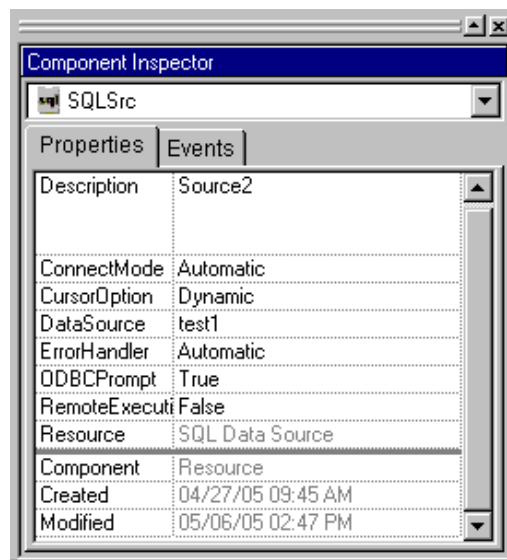 Component Inspector
sql SQLSrc
Properties Events
Description Source2
ConnectMode Automatic
CursorOption Dynamic
DataSource test1
ErrorHandler Automatic
ODBCPrompt True
RemoteExecuti False
Resource SQL Data Source
Component Resource
Created 04/27/05 09:45 AM
Modified 05/06/05 02:47 PM